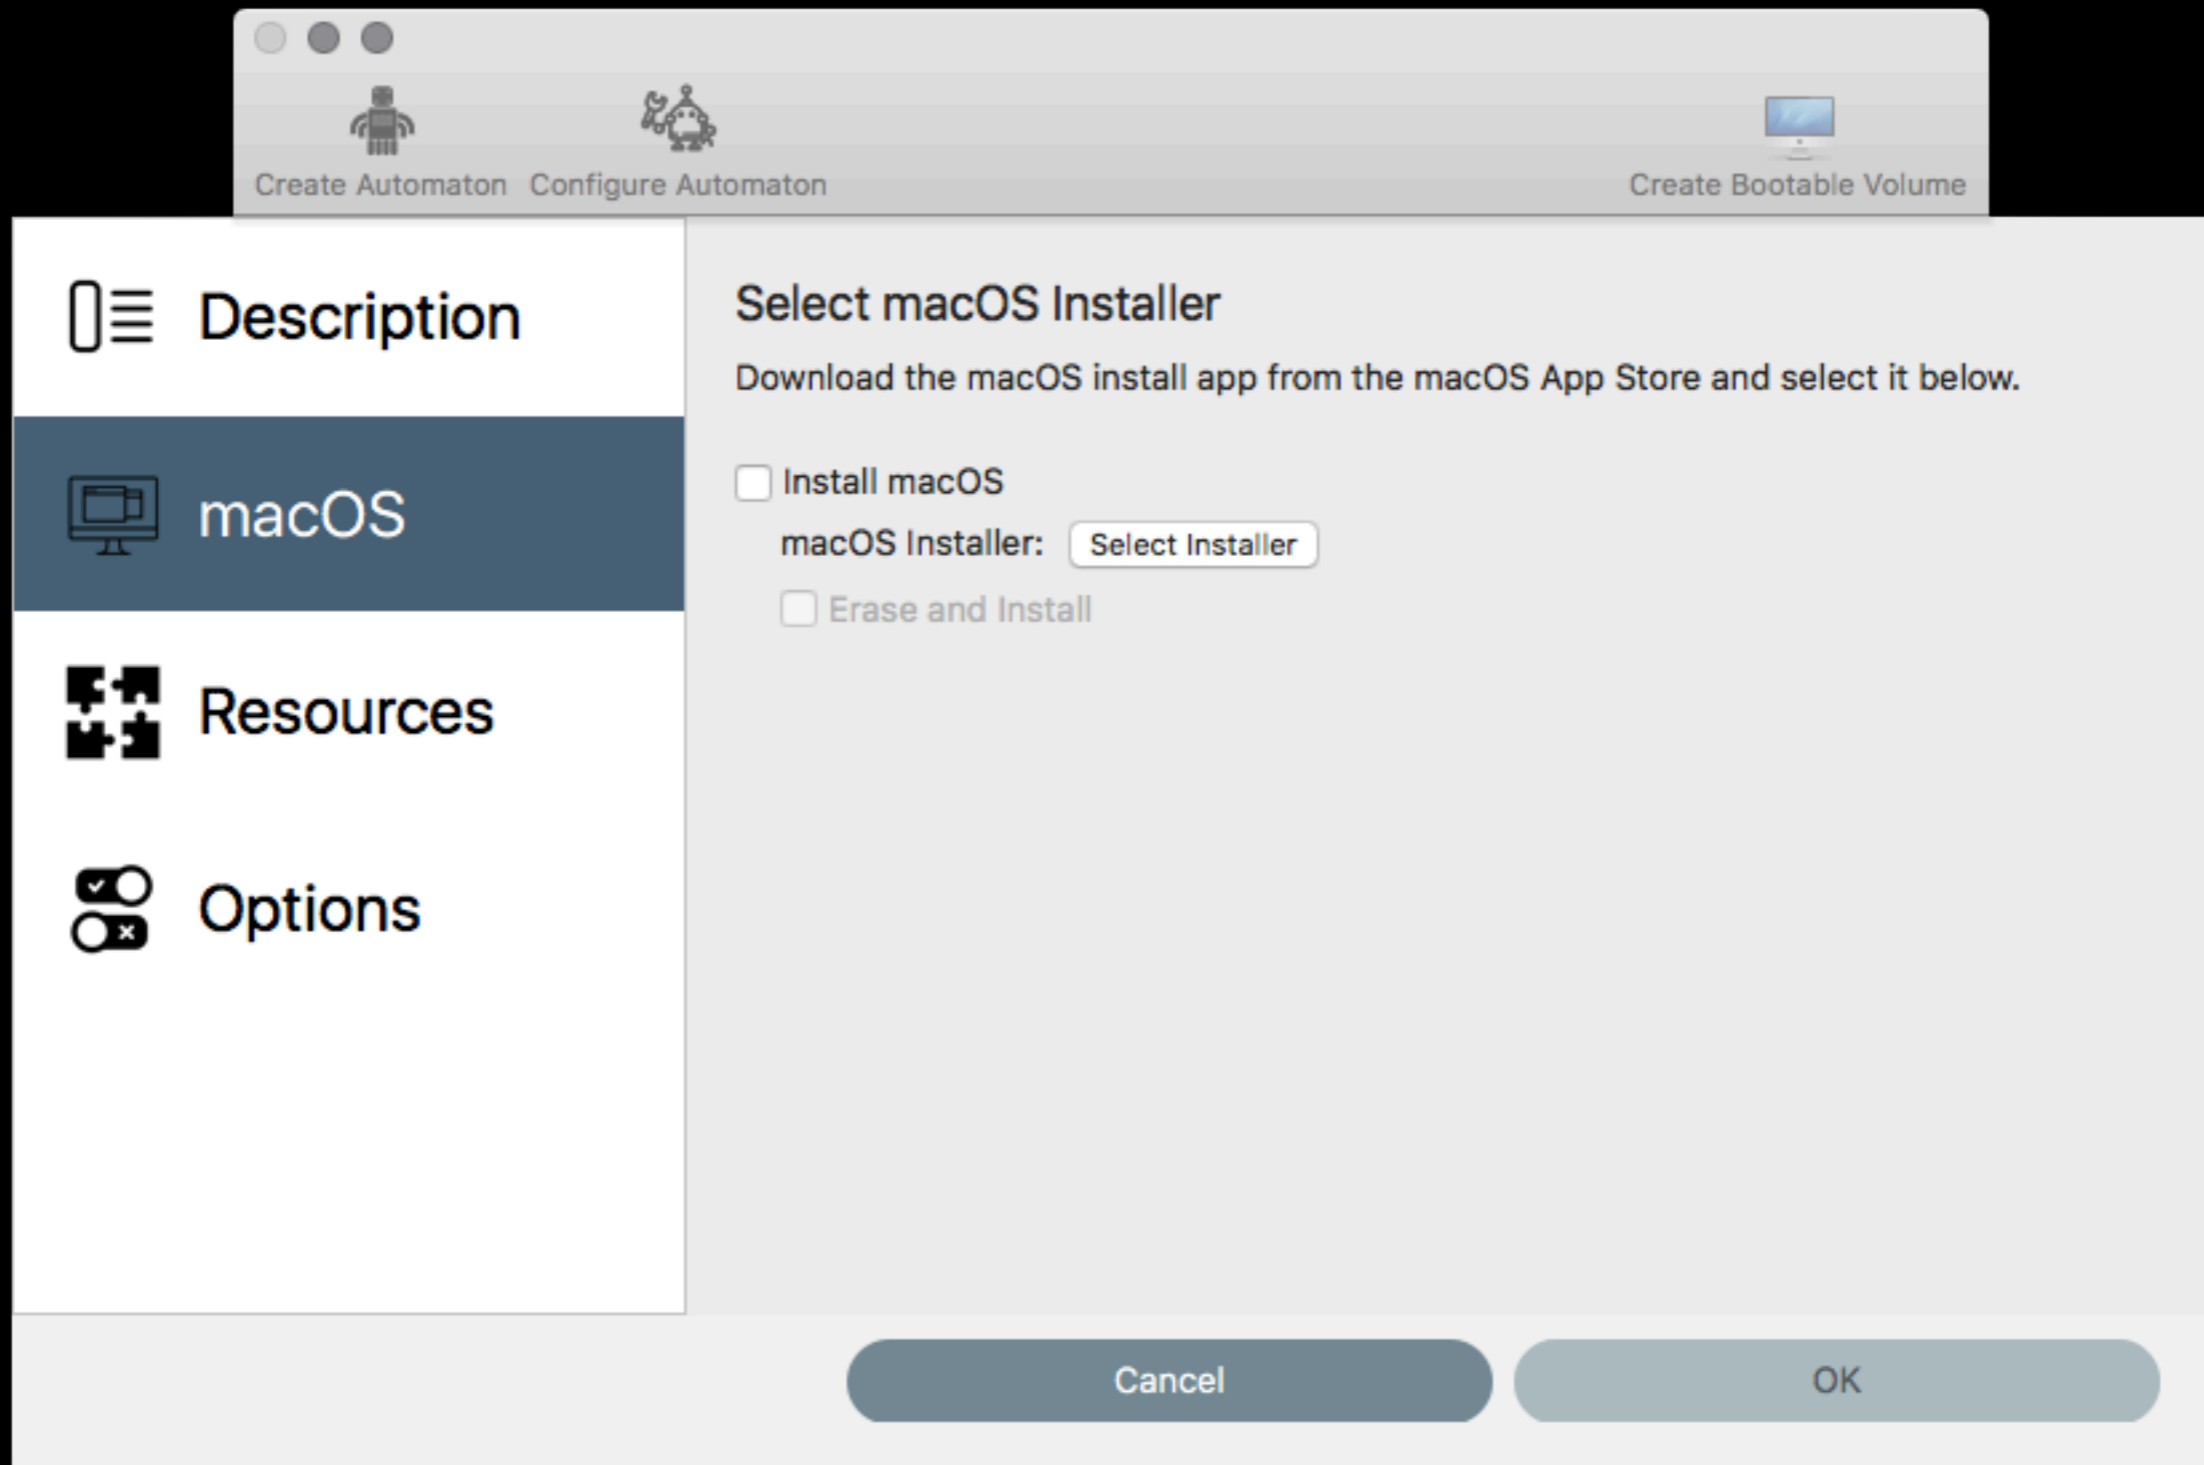 Create Automaton
Configure Automaton
Create Bootable Volume
Description
macOS
Resources
Options
Select macOS Installer
Download the macOS install app from the macOS App Store and select it below.
Install macOS
macOS Installer: Select Installer
Erase and Install
Cancel
OK